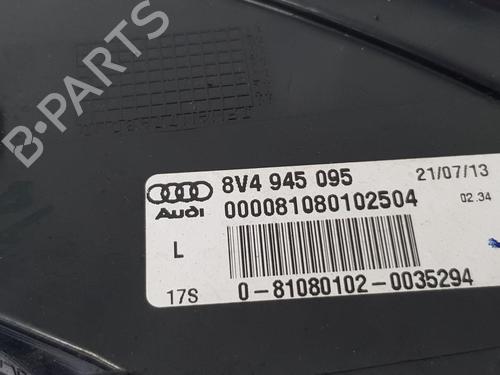 B-PARTS
8V4 945 095
21/07/13
Audi
000081080102504
02:34
L
17S
0-81080102-0035294